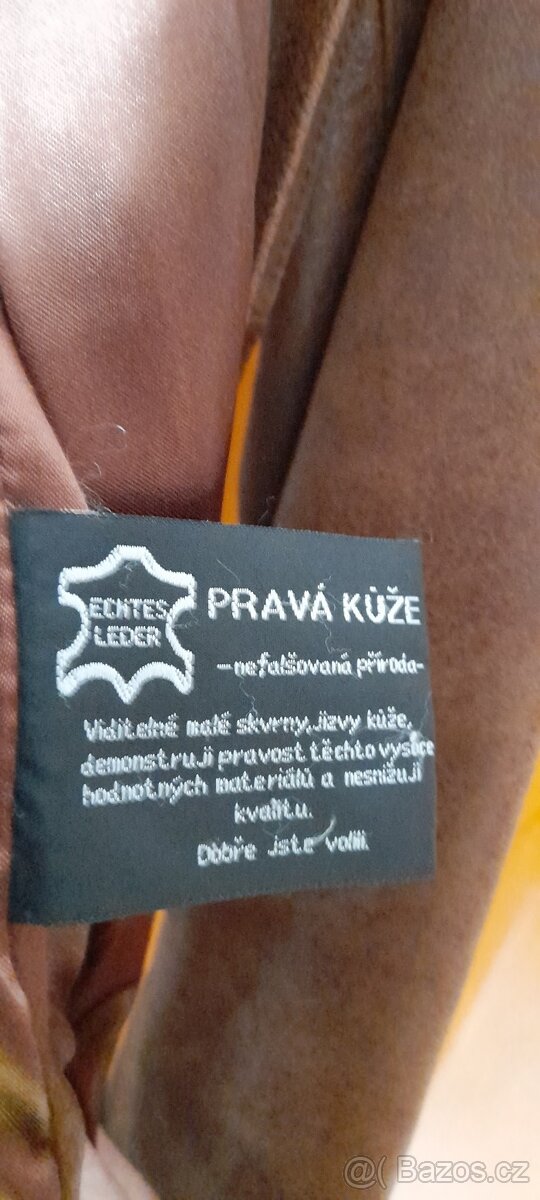 ECHTES
LEDER
PRAVÁ KŮŽE
-nefalšovaná příroda-
Viditelné malé skvrny, jizvy kůže,
demonstrují pravost těchto vysoce
hodnotných materiálů a nesnižují
kvalitu.
Dobře jste volili.
@( Bazos.cz